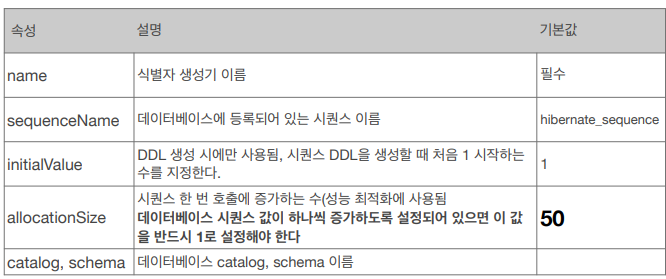 속성 설명 기본값
name 식별자 생성기 이름 필수
sequenceName 데이터베이스에 등록되어 있는 시퀀스 이름 hibernate_sequence
initialValue DDL 생성 시에만 사용됨, 시퀀스 DDL을 생성할 때 처음 1 시작하는 1
수를 지정한다.
allocationSize 시퀀스 한 번 호출에 증가하는 수(성능 최적화에 사용됨 50
데이터베이스 시퀀스 값이 하나씩 증가하도록 설정되어 있으면 이 값
을 반드시 1로 설정해야 한다
catalog, schema 데이터베이스 catalog, schema 이름